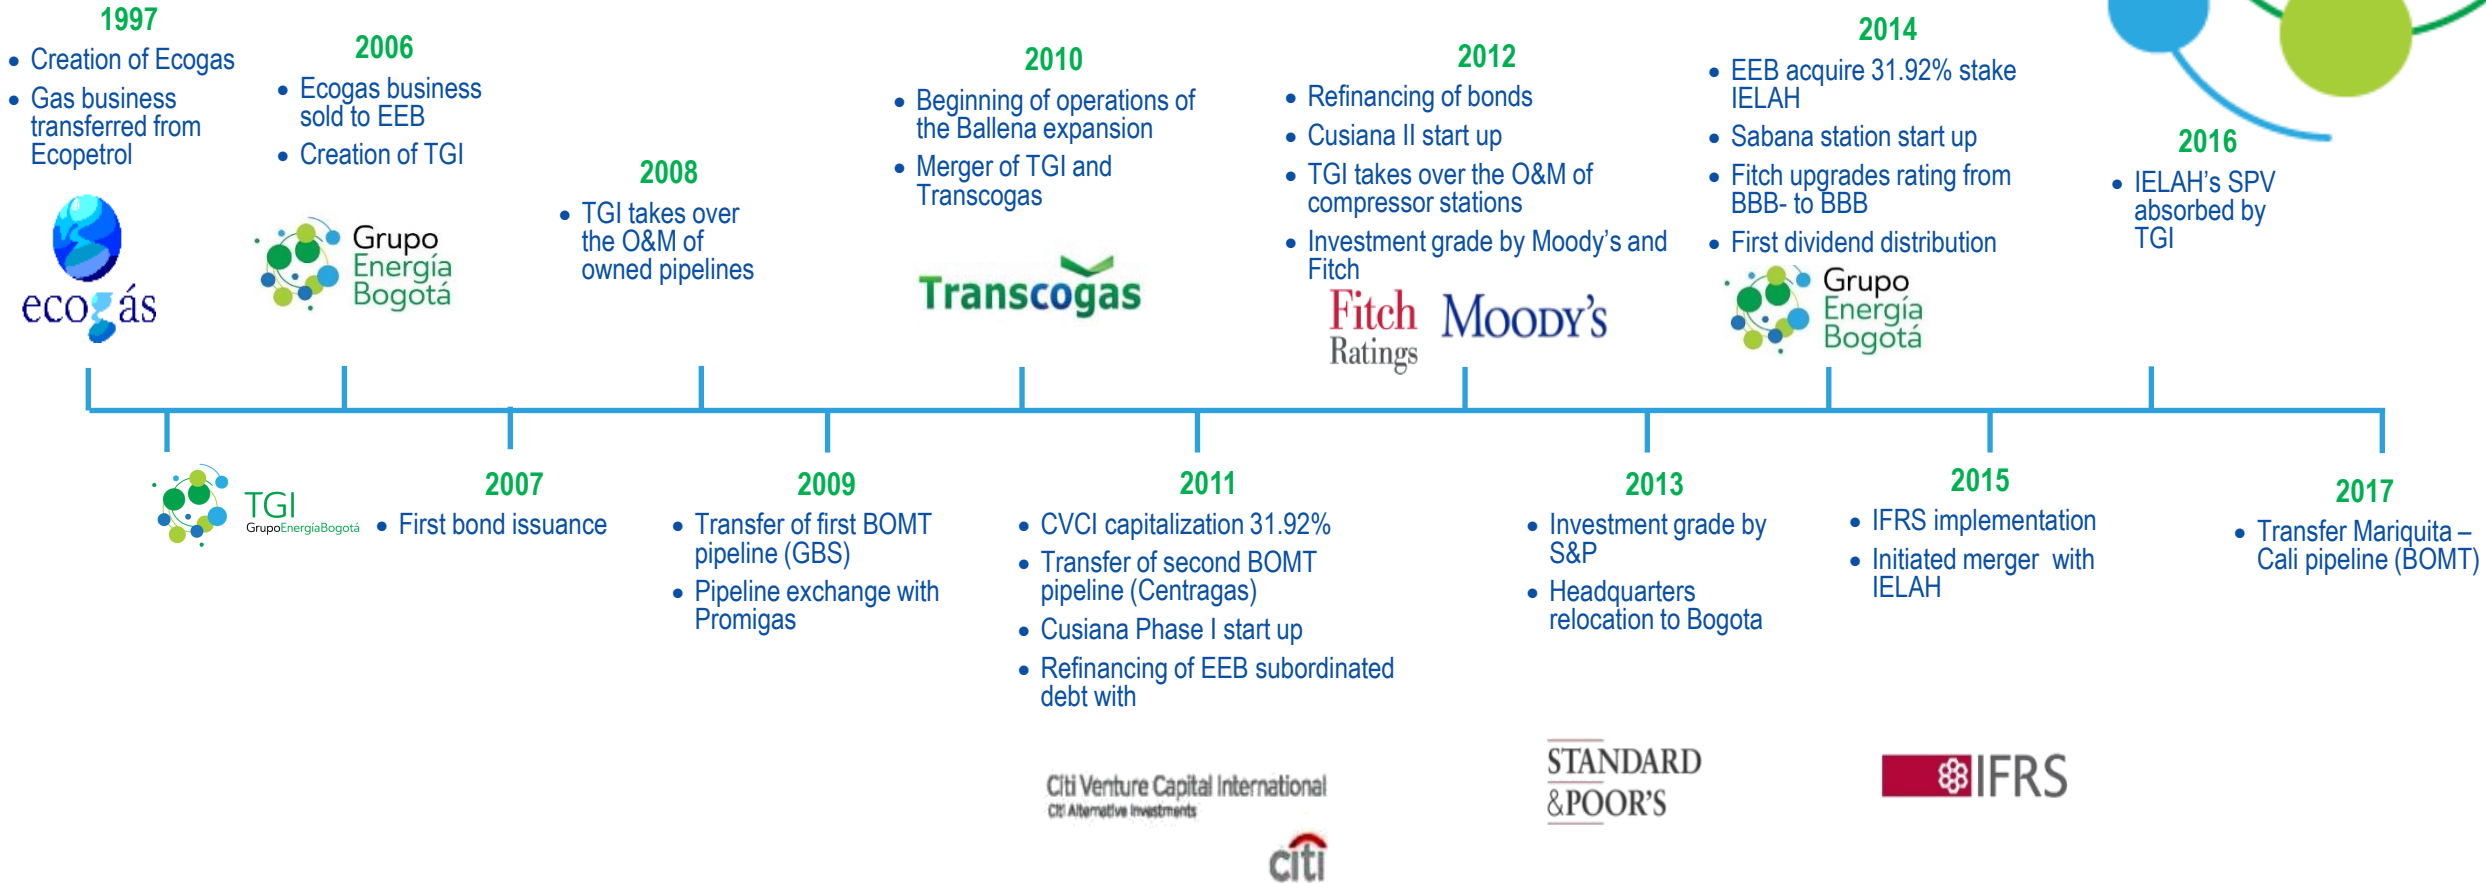 1997
• Creation of Ecogas
• Gas business
transferred from
Ecopetrol
ecogás
2006
• Ecogas business
sold to EEB
• Creation of TGI
Grupo
Energía
Bogotá
2008
• TGI takes over
the O&M of
owned pipelines
2010
• Beginning of operations of
the Ballena expansion
• Merger of TGI and
Transcogas
Transcogas
2012
• Refinancing of bonds
• Cusiana II start up
• TGI takes over the O&M of
compressor stations
• Investment grade by Moody's and
Fitch
Fitch
Ratings
MOODY'S
2014
• EEB acquire 31.92% stake
IELAH
• Sabana station start up
• Fitch upgrades rating from
BBB- to BBB
• First dividend distribution
Grupo
Energía
Bogotá
2016
• IELAH's SPV
absorbed by
TGI
TGI
GrupoEnergíaBogotá
2007
• First bond issuance
2009
• Transfer of first BOMT
pipeline (GBS)
• Pipeline exchange with
Promigas
2011
• CVCI capitalization 31.92%
• Transfer of second BOMT
pipeline (Centragas)
• Cusiana Phase I start up
• Refinancing of EEB subordinated
debt with
Citi Venture Capital International
Citi Alternative Investments
citi
2013
• Investment grade by
S&P
• Headquarters
relocation to Bogota
STANDARD
&POOR'S
2015
• IFRS implementation
• Initiated merger with
IELAH
IFRS
2017
• Transfer Mariquita –
Cali pipeline (BOMT)